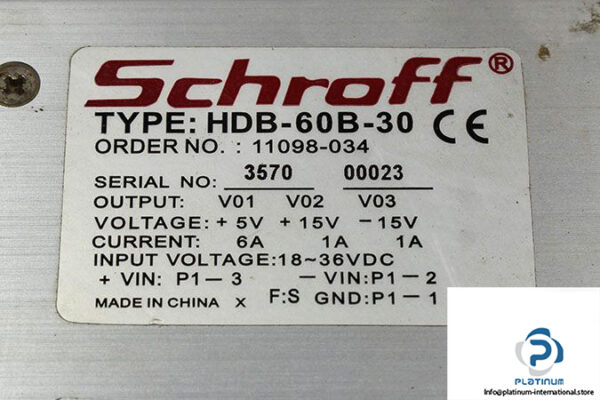 Schroff®
TYPE: HDB-60B-30 CE
ORDER NO. : 11098-034
SERIAL NO: 3570 00023
OUTPUT: V01 V02 V03
VOLTAGE: +5V +15V -15V
CURRENT: 6A 1A 1A
INPUT VOLTAGE:18~36VDC
+ VIN: P1-3 - VIN:P1-2
MADE IN CHINA X F:S GND:P1-1
PLATINUM
info@platinum-international.store